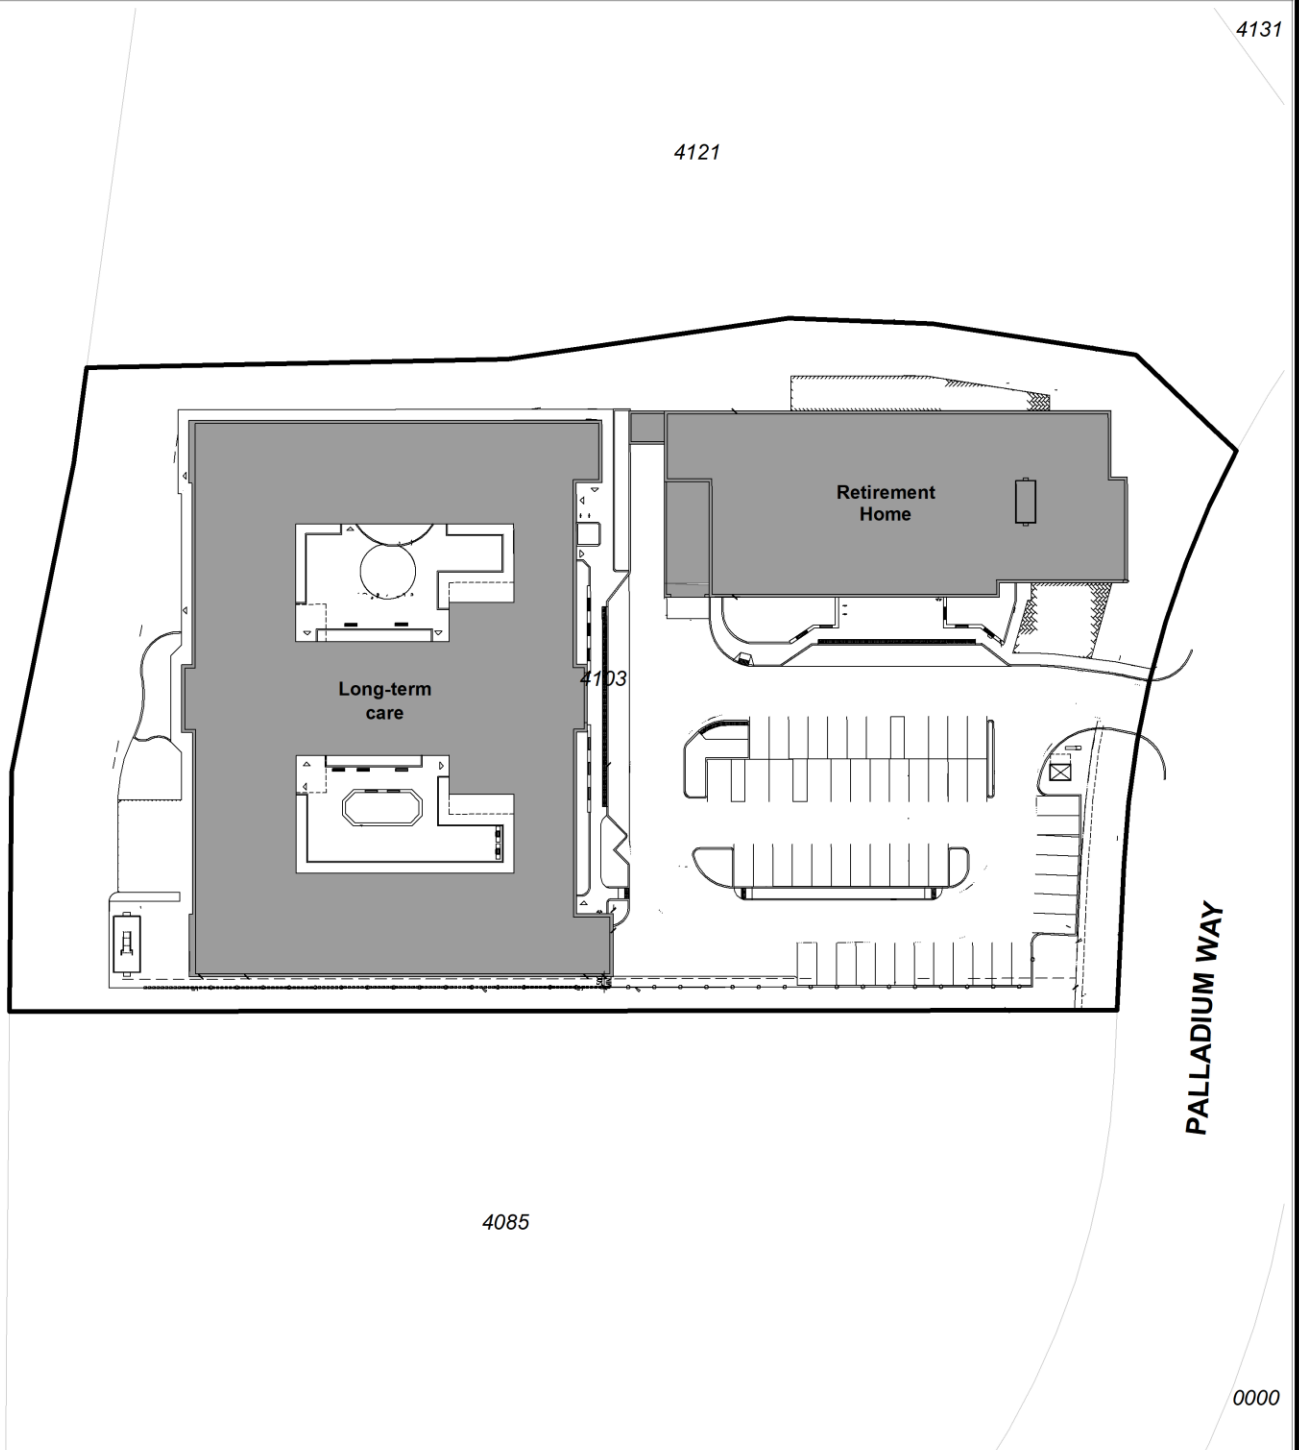 4131
4121
Retirement
Home
4103
Long-term
care
PALLADIUM WAY
4085
0000